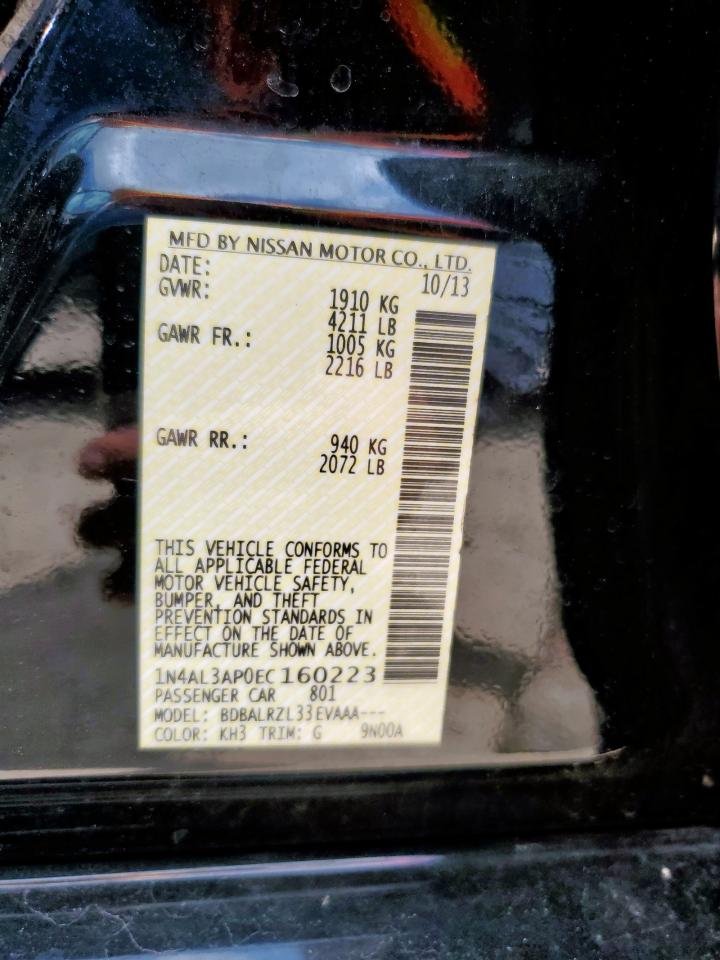 MFD BY NISSAN MOTOR CO., LTD.
DATE: 10/13
GVWR: 1910 KG
4211 LB
GAWR FR.: 1005 KG
2216 LB
GAWR RR.: 940 KG
2072 LB
THIS VEHICLE CONFORMS TO
ALL APPLICABLE FEDERAL
MOTOR VEHICLE SAFETY,
BUMPER, AND THEFT
PREVENTION STANDARDS IN
EFFECT ON THE DATE OF
MANUFACTURE SHOWN ABOVE.
1N4AL3AP0EC160223
PASSENGER CAR 801
MODEL: BDBALRZL33EVAAA---
COLOR: KH3 TRIM: G 9N00A